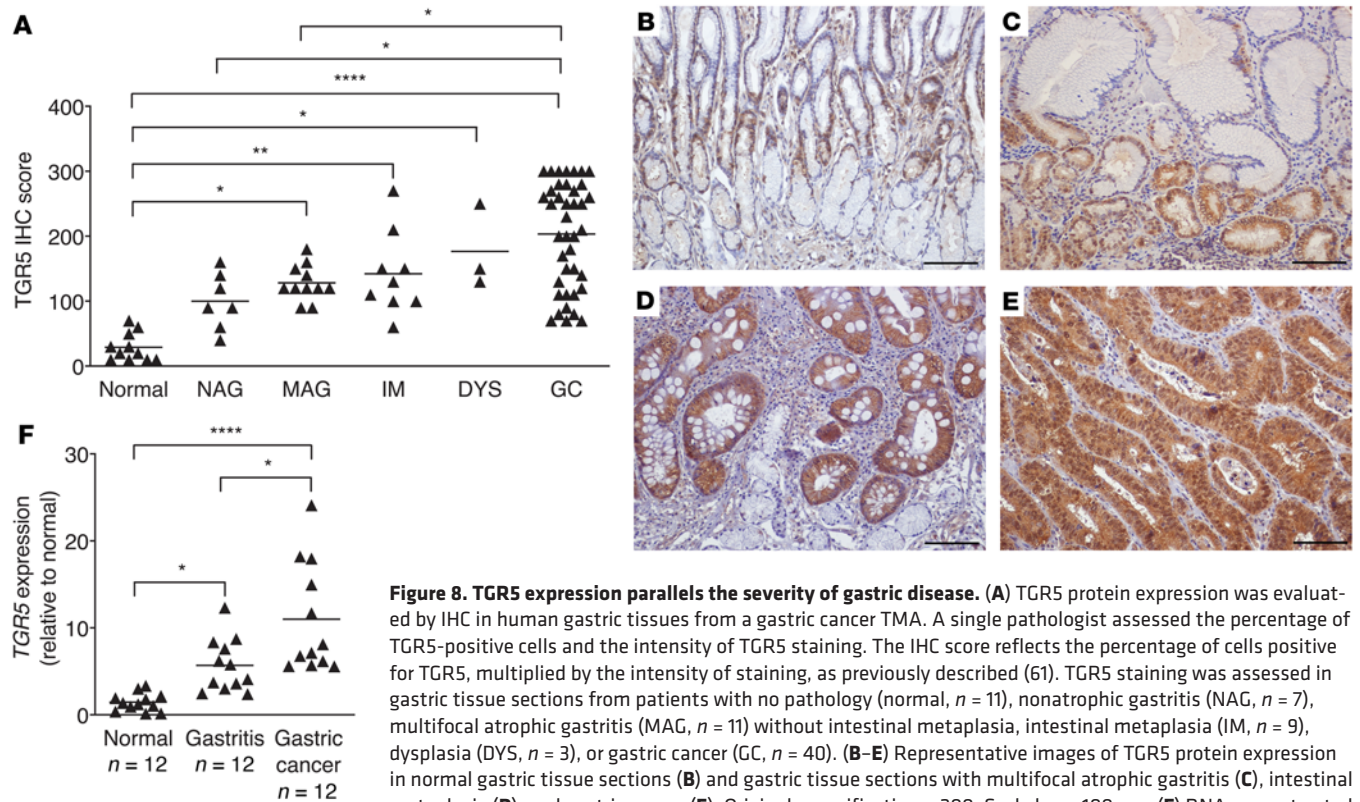 A
*
*
****
*
**
*
TGR5 IHC score
400
300
200
100
0
Normal NAG MAG IM DYS GC
B
C
D
E
F
****
*
*
TGR5 expression
(relative to normal)
30
20
10
0
Normal Gastritis Gastric
cancer
n = 12 n = 12 n = 12
Figure 8. TGR5 expression parallels the severity of gastric disease. (A) TGR5 protein expression was evaluat-
ed by IHC in human gastric tissues from a gastric cancer TMA. A single pathologist assessed the percentage of
TGR5-positive cells and the intensity of TGR5 staining. The IHC score reflects the percentage of cells positive
for TGR5, multiplied by the intensity of staining, as previously described (61). TGR5 staining was assessed in
gastric tissue sections from patients with no pathology (normal, n = 11), nonatrophic gastritis (NAG, n = 7),
multifocal atrophic gastritis (MAG, n = 11) without intestinal metaplasia, intestinal metaplasia (IM, n = 9),
dysplasia (DYS, n = 3), or gastric cancer (GC, n = 40). (B–E) Representative images of TGR5 protein expression
in normal gastric tissue sections (B) and gastric tissue sections with multifocal atrophic gastritis (C), intestinal